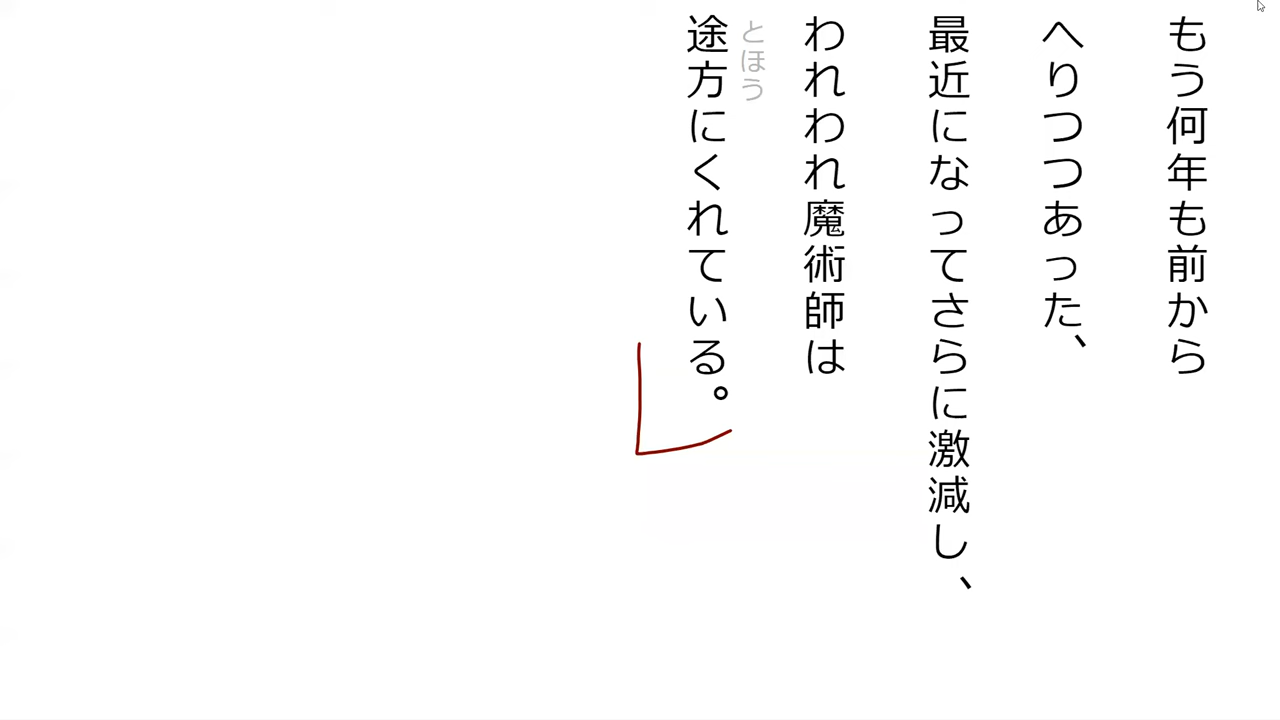 もう何年も前から
へりつつあった、
最近になってさらに激減し、
われわれ魔術師は
とほう
途方にくれている。